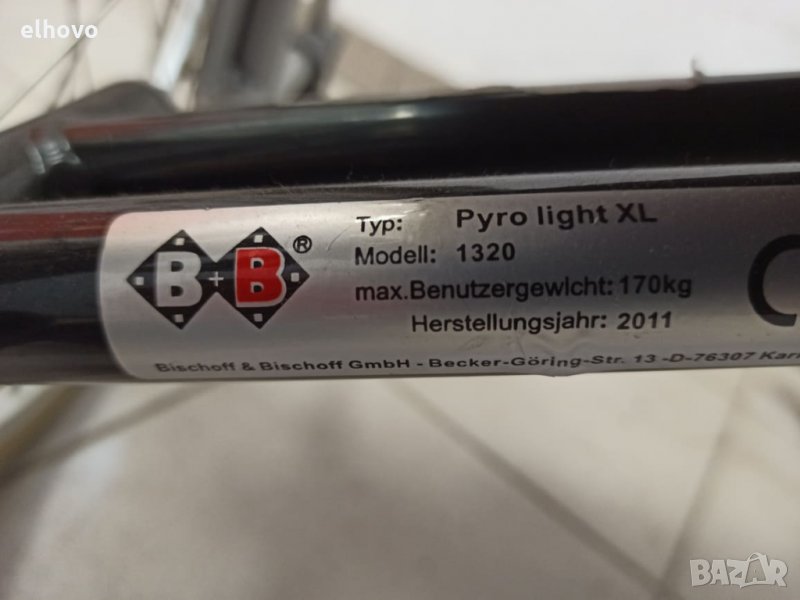 elhovo
Typ: Pyro light XL
B+B®
Modell: 1320
max.Benutzergewicht: 170kg
Herstellungsjahr: 2011
Bischoff & Bischoff GmbH - Becker-Göring-Str. 13 -D-76307
BAZAR